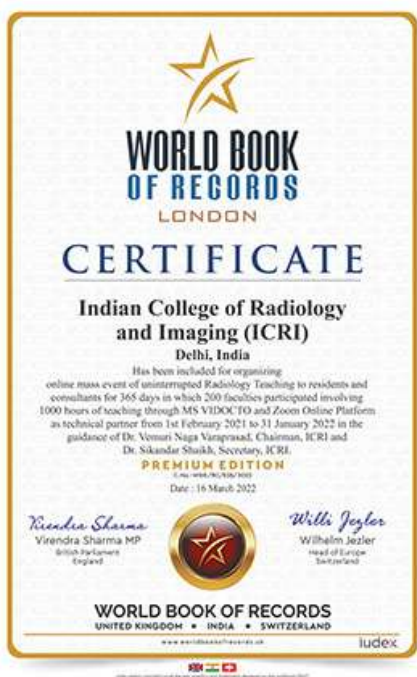 WORLD BOOK
OF RECORDS
LONDON
CERTIFICATE
Indian College of Radiology
and Imaging (ICRI)
Delhi, India
Has been included for organizing
online mass event of uninterrupted Radiology Teaching to residents and
consultants for 365 days in which 200 faculties participated involving
1000 hours of teaching through MS VIDOCTO and Zoom Online Platform
as technical partner from 1st February 2021 to 31 January 2022 in the
guidance of Dr. Vemuri Naga Varaprasad, Chairman, ICRI and
Dr. Sikandar Shaikh, Secretary, ICRI.
PREMIUM EDITION
Date : 16 March 2022
Virendra Sharma
Willi Jezler
Virendra Sharma MP
Wilhelm Jezler
British Parliament
Head of Europe
England
Switzerland
WORLD BOOK OF RECORDS
UNITED KINGDOM • INDIA • SWITZERLAND
www.worldbookofrecords.uk
ludex